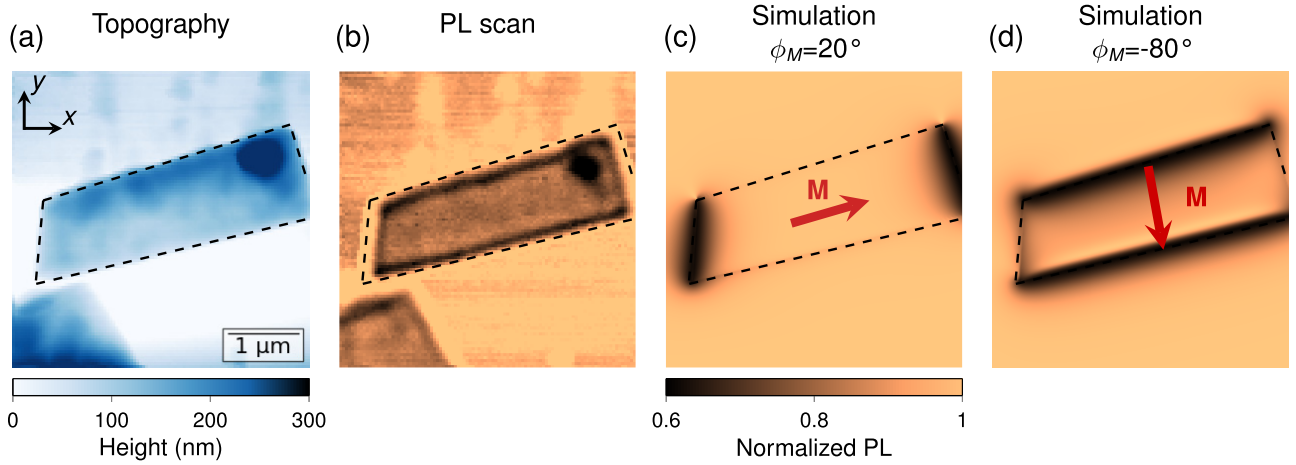 (a)
Topography
(b)
PL scan
(c)
Simulation
ϕM=20°
(d)
Simulation
ϕM=-80°
y
x
M
M
1 μm
0
100
200
300
Height (nm)
0.6
0.8
1
Normalized PL